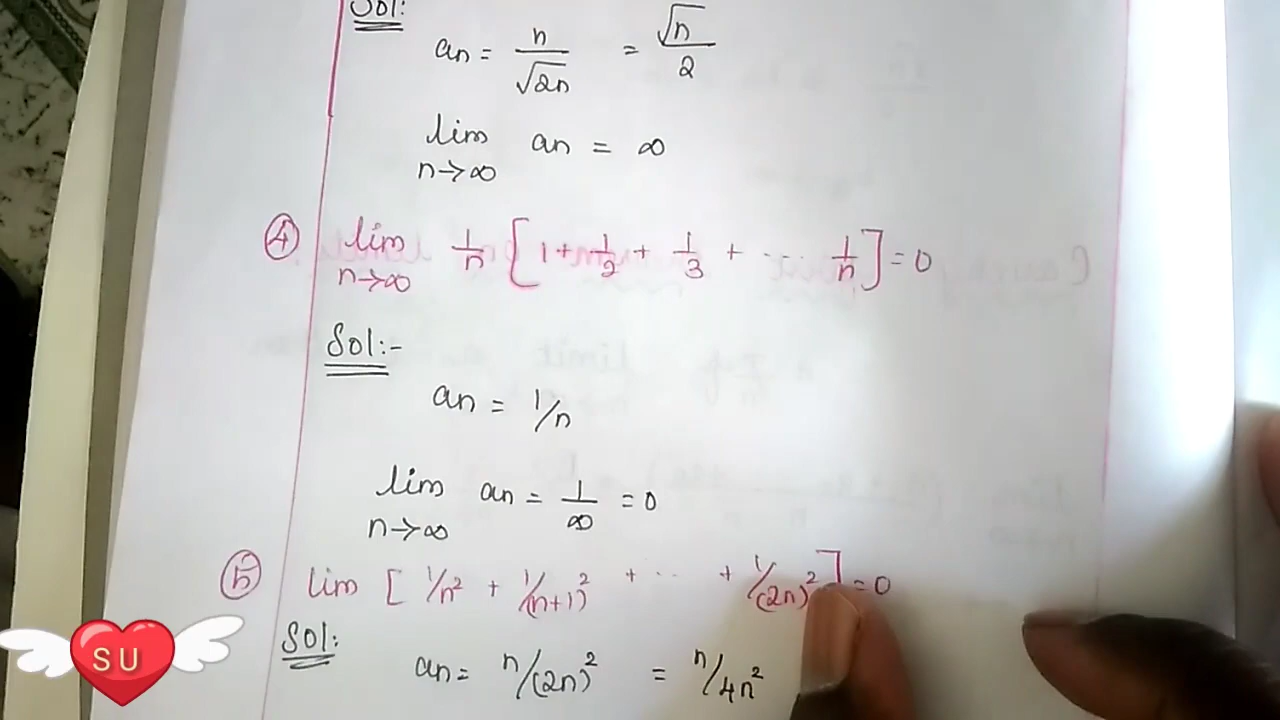 Sol:
an = n/√2n = √n/2
lim n→∞ an = ∞
④ lim n→∞ 1/n [1 + 1/2 + 1/3 + ... 1/n] = 0
Sol:-
an = 1/n
lim n→∞ an = 1/∞ = 0
⑤ lim [1/n² + 1/(n+1)² + ... + 1/(2n)²] = 0
Sol:
an = n/(2n)² = n/4n²
SU